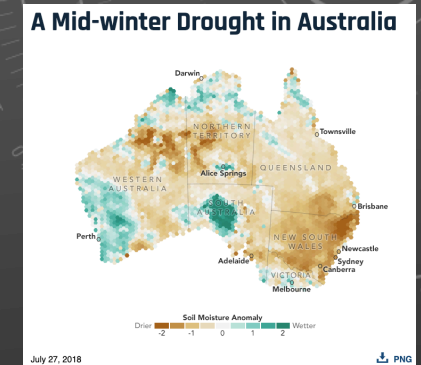 A Mid-winter Drought in Australia
Darwin
NORTHERN
TERRITORY
Townsville
Alice Springs
QUEENSLAND
WESTERN
AUSTRALIA
SOUTH
AUSTRALIA
Brisbane
Perth
NEW SOUTH
WALES
Newcastle
Adelaide
Sydney
Canberra
VICTORIA
Melbourne
Soil Moisture Anomaly
Drier -2 -1 0 1 2 Wetter
July 27, 2018 PNG